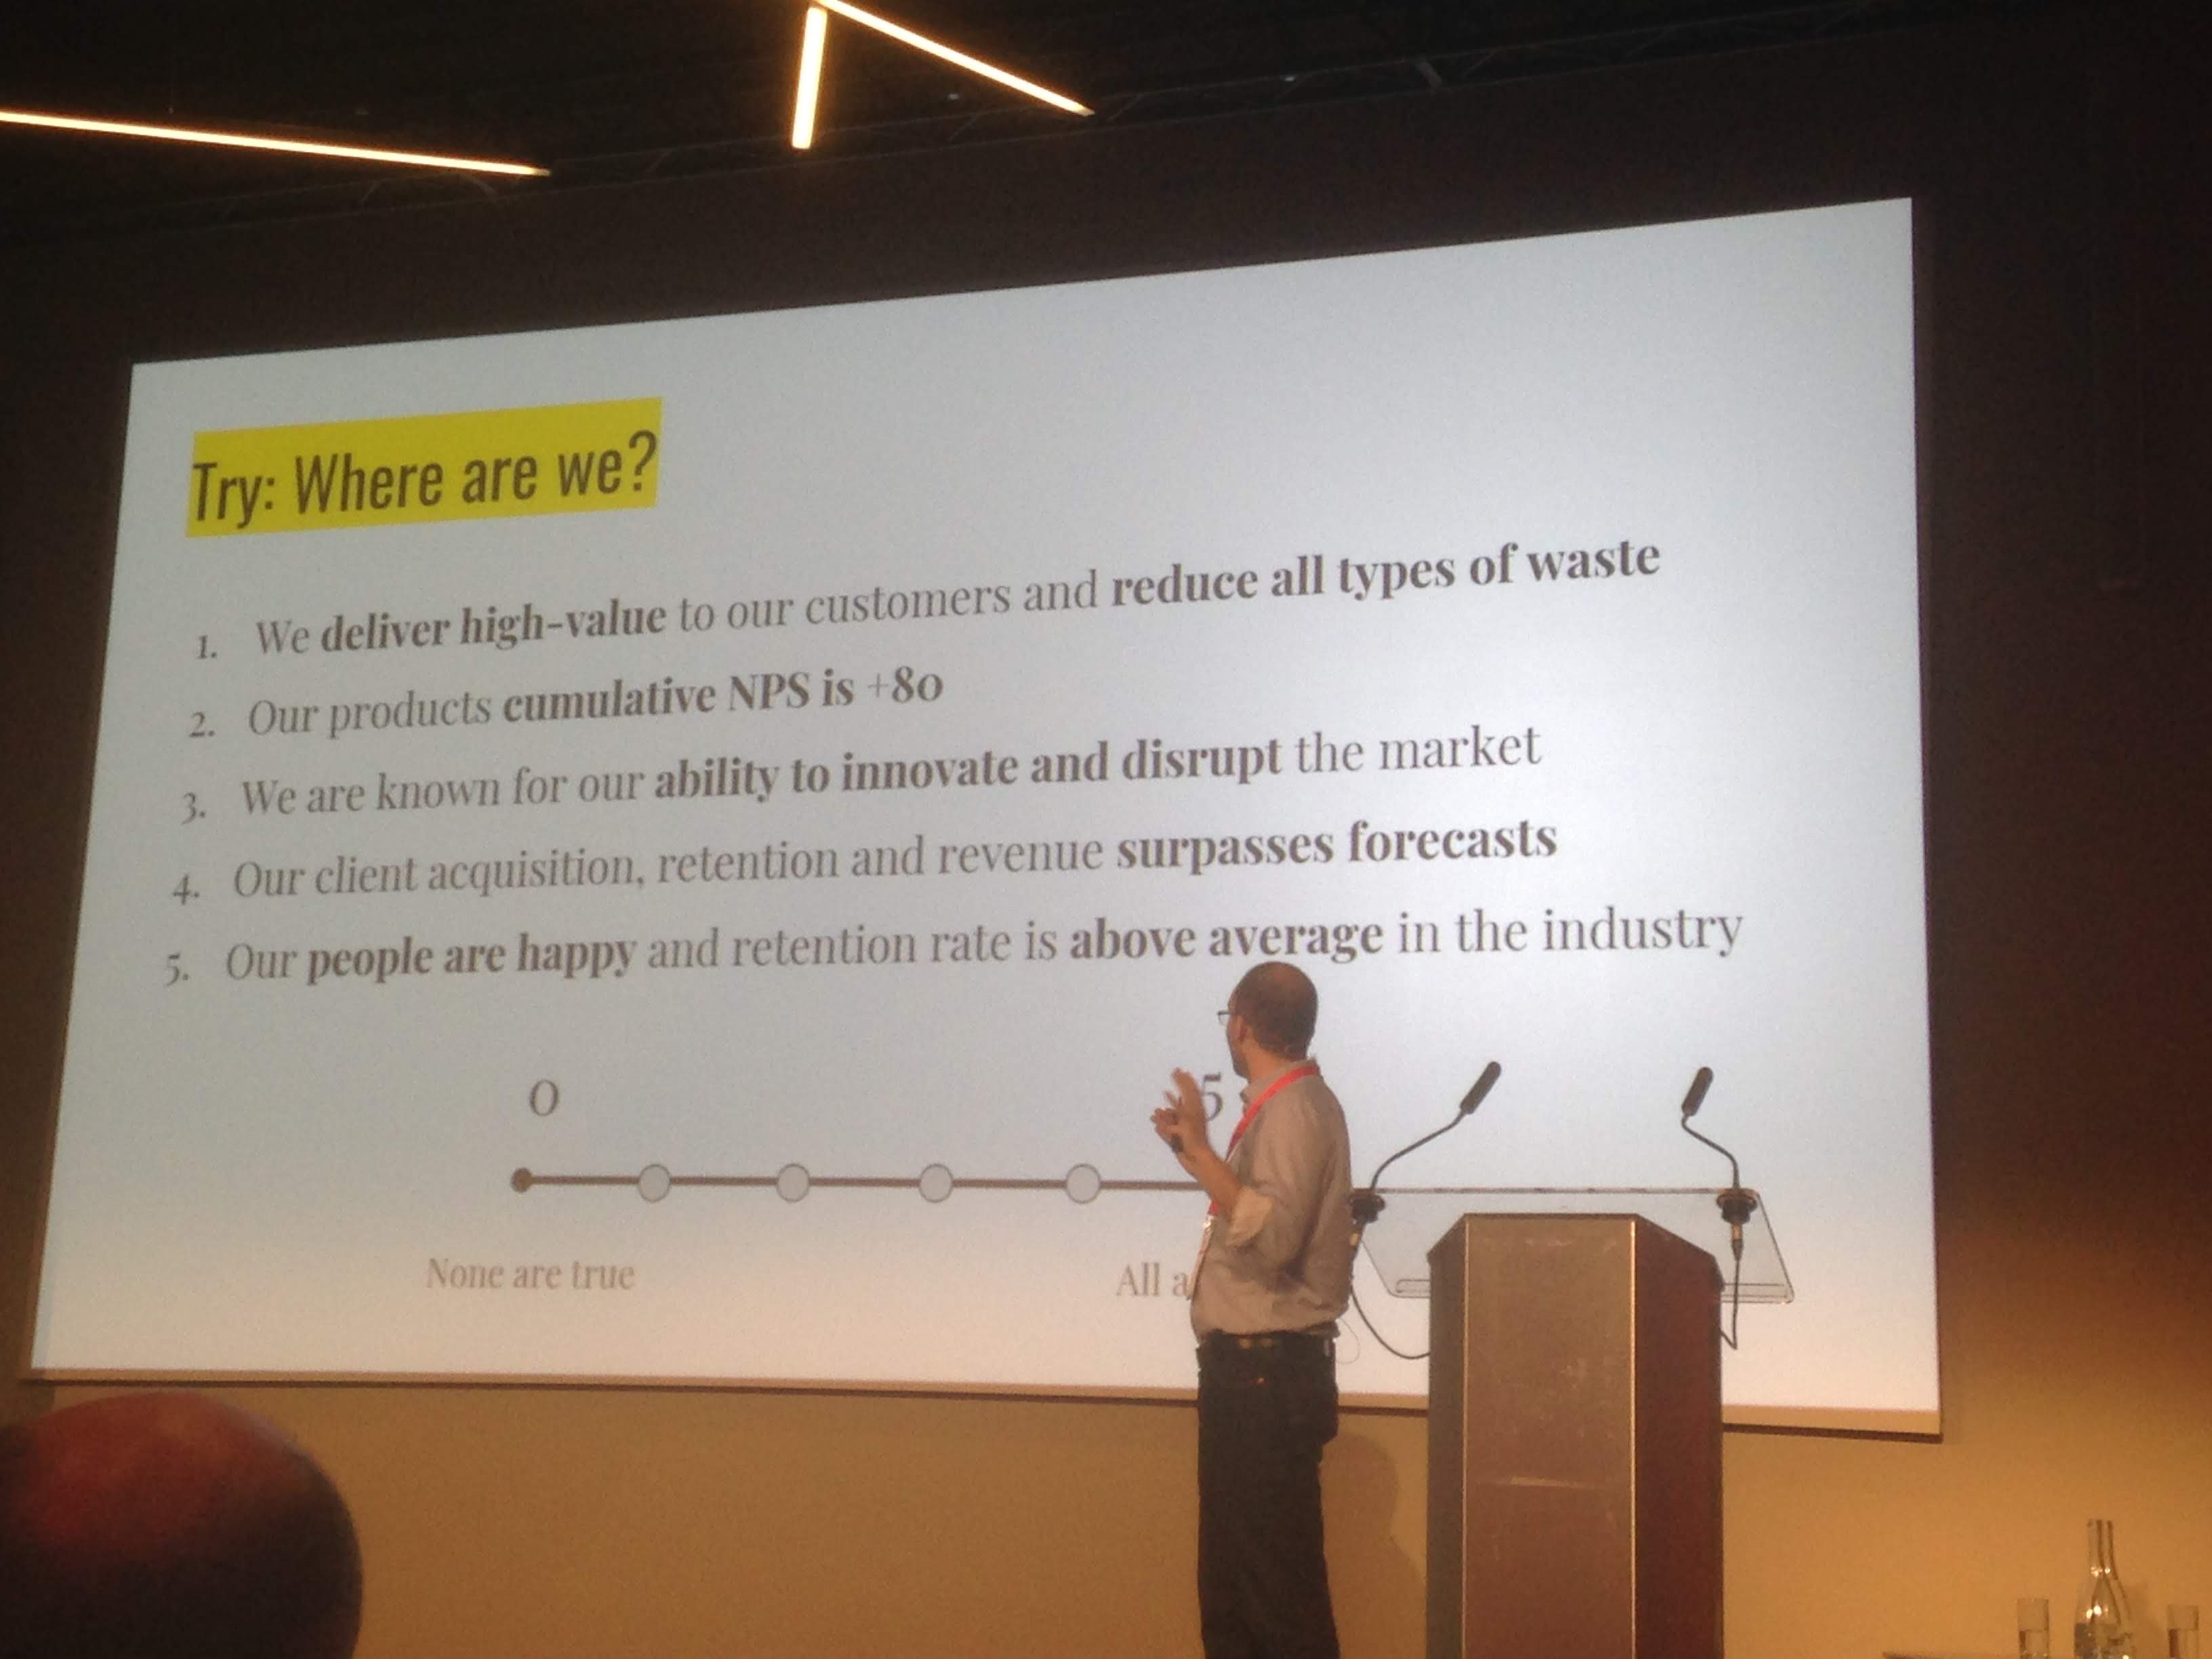 Try: Where are we?
1. We deliver high-value to our customers and reduce all types of waste
2. Our products cumulative NPS is +80
3. We are known for our ability to innovate and disrupt the market
4. Our client acquisition, retention and revenue surpasses forecasts
5. Our people are happy and retention rate is above average in the industry
0 5
None are true All